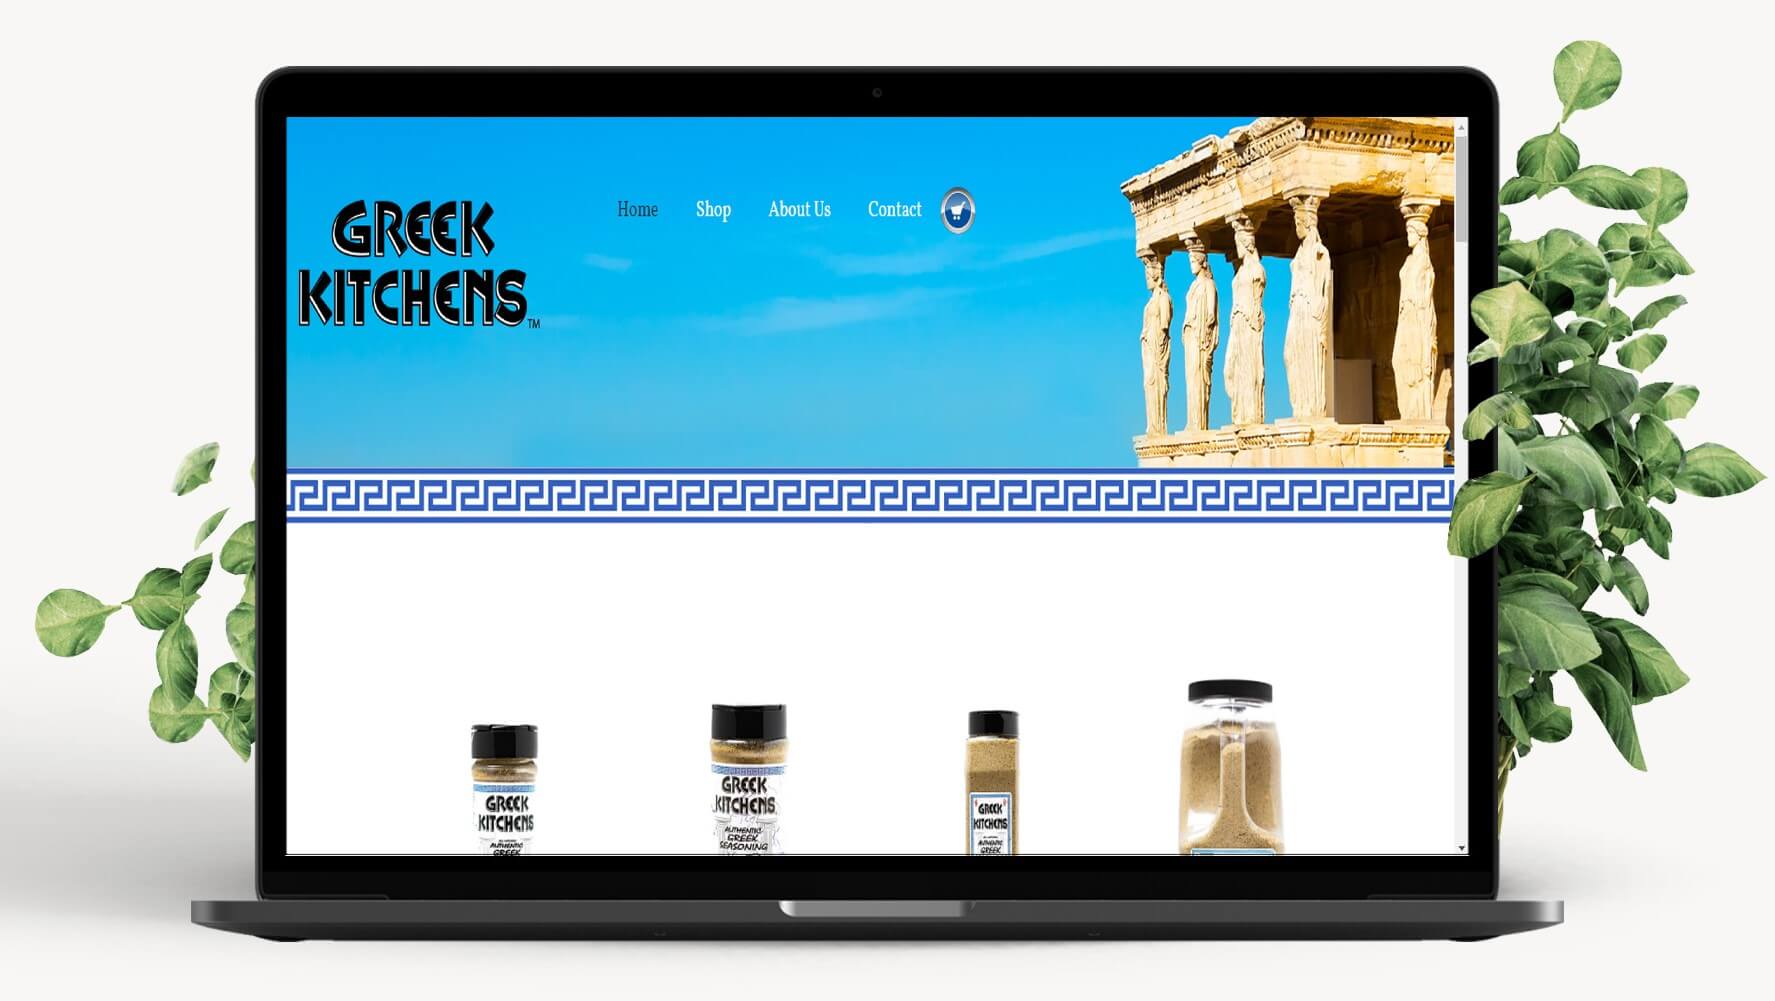 GREEK
KITCHENS™
Home Shop About Us Contact
GREEK
KITCHENS
AUTHENTIC
GREEK
GREEK
KITCHENS
AUTHENTIC
GREEK
SEASONING
GREEK
KITCHENS
AUTHENTIC
GREEK